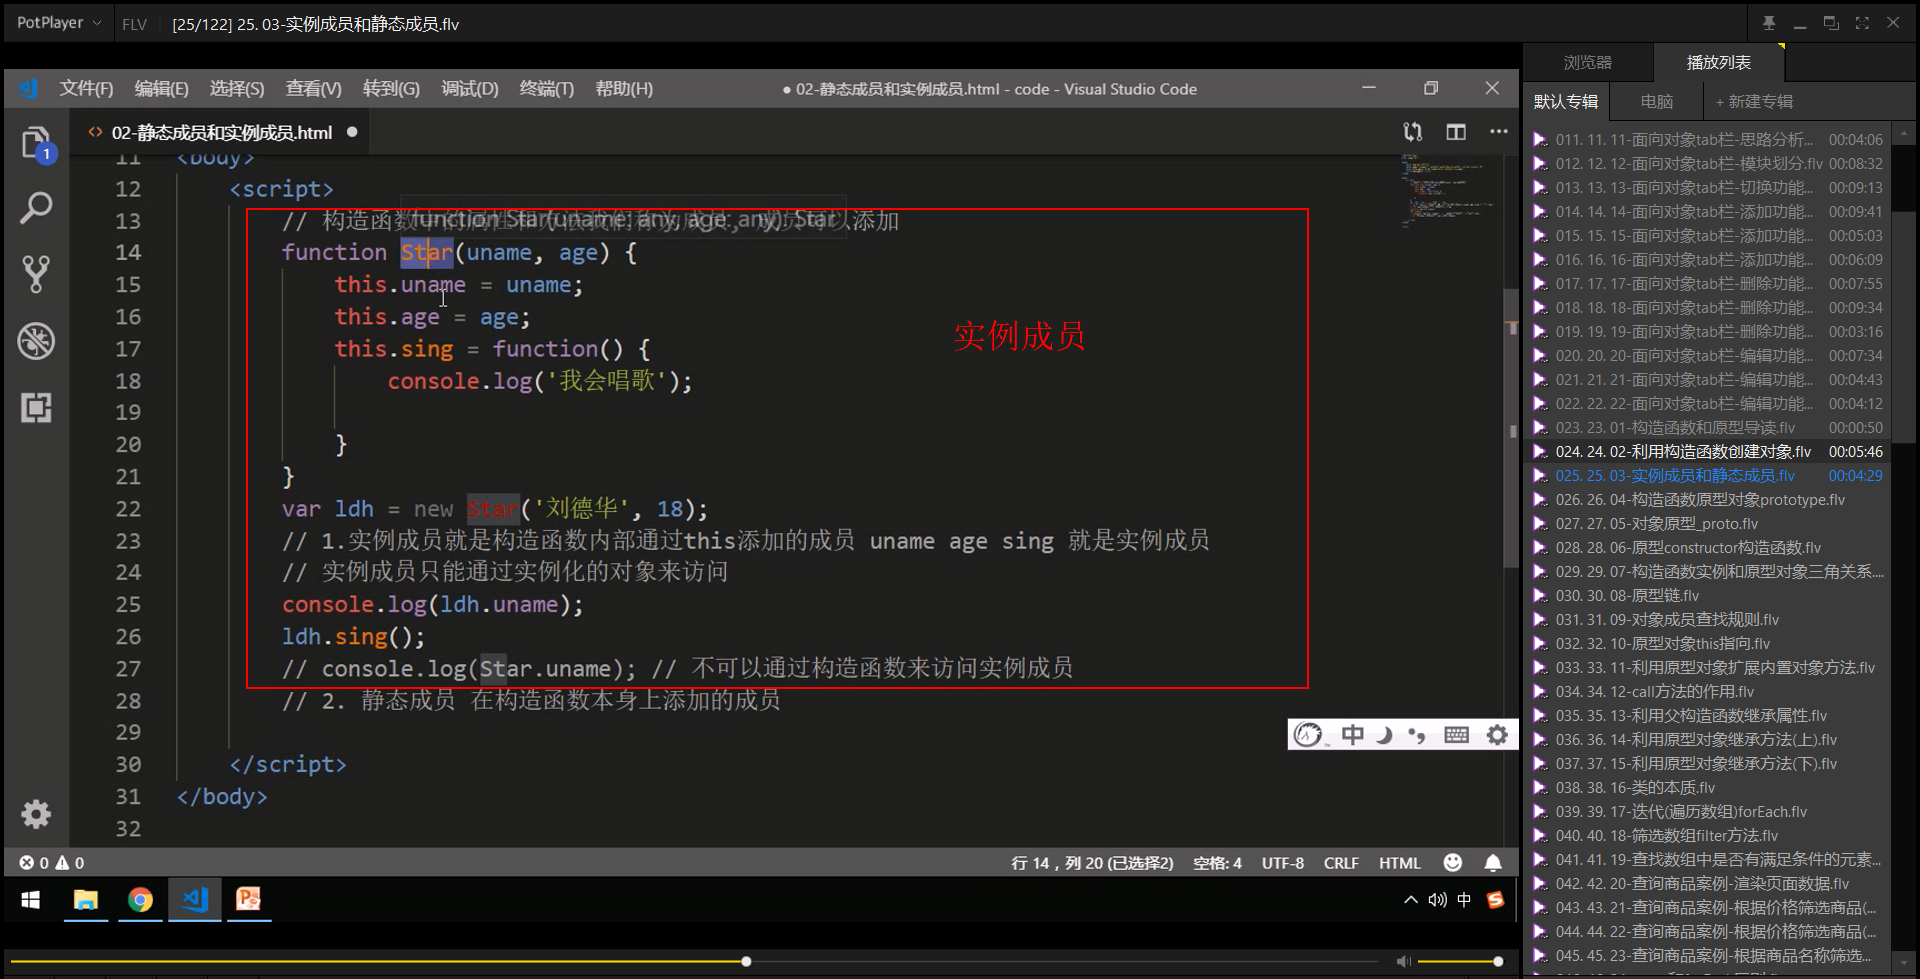 PotPlayer
FLV
[25/122] 25. 03-实例成员和静态成员.flv
文件(F) 编辑(E) 选择(S) 查看(V) 转到(G) 调试(D) 终端(T) 帮助(H)
● 02-静态成员和实例成员.html - code - Visual Studio Code
1
<> 02-静态成员和实例成员.html ●
11 <body>
12 <script>
13 // 构造函数中的属性和方法我们称为成员, 成员可以添加
function Star(uname: any, age: any): Star
14 function Star(uname, age) {
15 this.uname = uname;
16 this.age = age;
17 this.sing = function() {
18 console.log('我会唱歌');
19
20 }
21 }
22 var ldh = new Star('刘德华', 18);
23 // 1.实例成员就是构造函数内部通过this添加的成员 uname age sing 就是实例成员
24 // 实例成员只能通过实例化的对象来访问
25 console.log(ldh.uname);
26 ldh.sing();
27 // console.log(Star.uname); // 不可以通过构造函数来访问实例成员
28 // 2. 静态成员 在构造函数本身上添加的成员
29
30 </script>
31 </body>
32
实例成员
中
0 0
行 14，列 20 (已选择2) 空格: 4 UTF-8 CRLF HTML
中
浏览器 播放列表
默认专辑 电脑 + 新建专辑
011. 11. 11-面向对象tab栏-思路分析... 00:04:06
012. 12. 12-面向对象tab栏-模块划分.flv 00:08:32
013. 13. 13-面向对象tab栏-切换功能... 00:09:13
014. 14. 14-面向对象tab栏-添加功能... 00:09:41
015. 15. 15-面向对象tab栏-添加功能... 00:05:03
016. 16. 16-面向对象tab栏-添加功能... 00:06:09
017. 17. 17-面向对象tab栏-删除功能... 00:07:55
018. 18. 18-面向对象tab栏-删除功能... 00:09:34
019. 19. 19-面向对象tab栏-删除功能... 00:03:16
020. 20. 20-面向对象tab栏-编辑功能... 00:07:34
021. 21. 21-面向对象tab栏-编辑功能... 00:04:43
022. 22. 22-面向对象tab栏-编辑功能... 00:04:12
023. 23. 01-构造函数和原型导读.flv 00:00:50
024. 24. 02-利用构造函数创建对象.flv 00:05:46
025. 25. 03-实例成员和静态成员.flv 00:04:29
026. 26. 04-构造函数原型对象prototype.flv
027. 27. 05-对象原型_proto.flv
028. 28. 06-原型constructor构造函数.flv
029. 29. 07-构造函数实例和原型对象三角关系....
030. 30. 08-原型链.flv
031. 31. 09-对象成员查找规则.flv
032. 32. 10-原型对象this指向.flv
033. 33. 11-利用原型对象扩展内置对象方法.flv
034. 34. 12-call方法的作用.flv
035. 35. 13-利用父构造函数继承属性.flv
036. 36. 14-利用原型对象继承方法(上).flv
037. 37. 15-利用原型对象继承方法(下).flv
038. 38. 16-类的本质.flv
039. 39. 17-迭代(遍历数组)forEach.flv
040. 40. 18-筛选数组filter方法.flv
041. 41. 19-查找数组中是否有满足条件的元素...
042. 42. 20-查询商品案例-渲染页面数据.flv
043. 43. 21-查询商品案例-根据价格筛选商品(...
044. 44. 22-查询商品案例-根据价格筛选商品(...
045. 45. 23-查询商品案例-根据商品名称筛选...